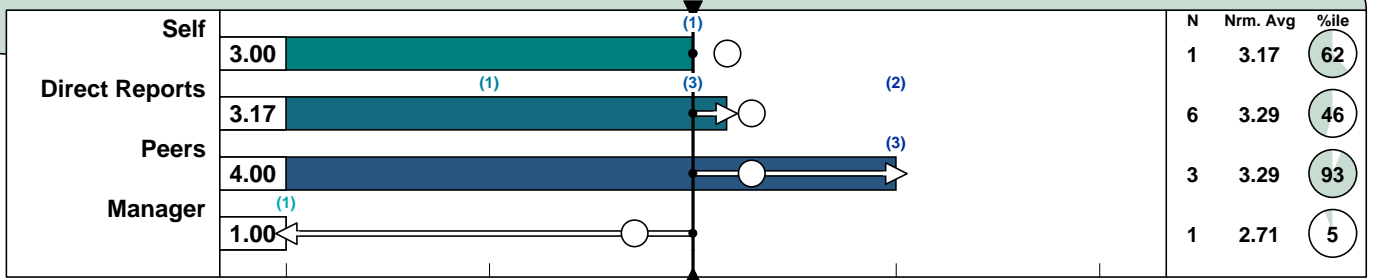 N Nrm. Avg %ile
Self (1)
3.00 1 3.17 62
Direct Reports (1) (3) (2)
3.17 6 3.29 46
Peers (3)
4.00 3 3.29 93
Manager (1)
1.00 1 2.71 5